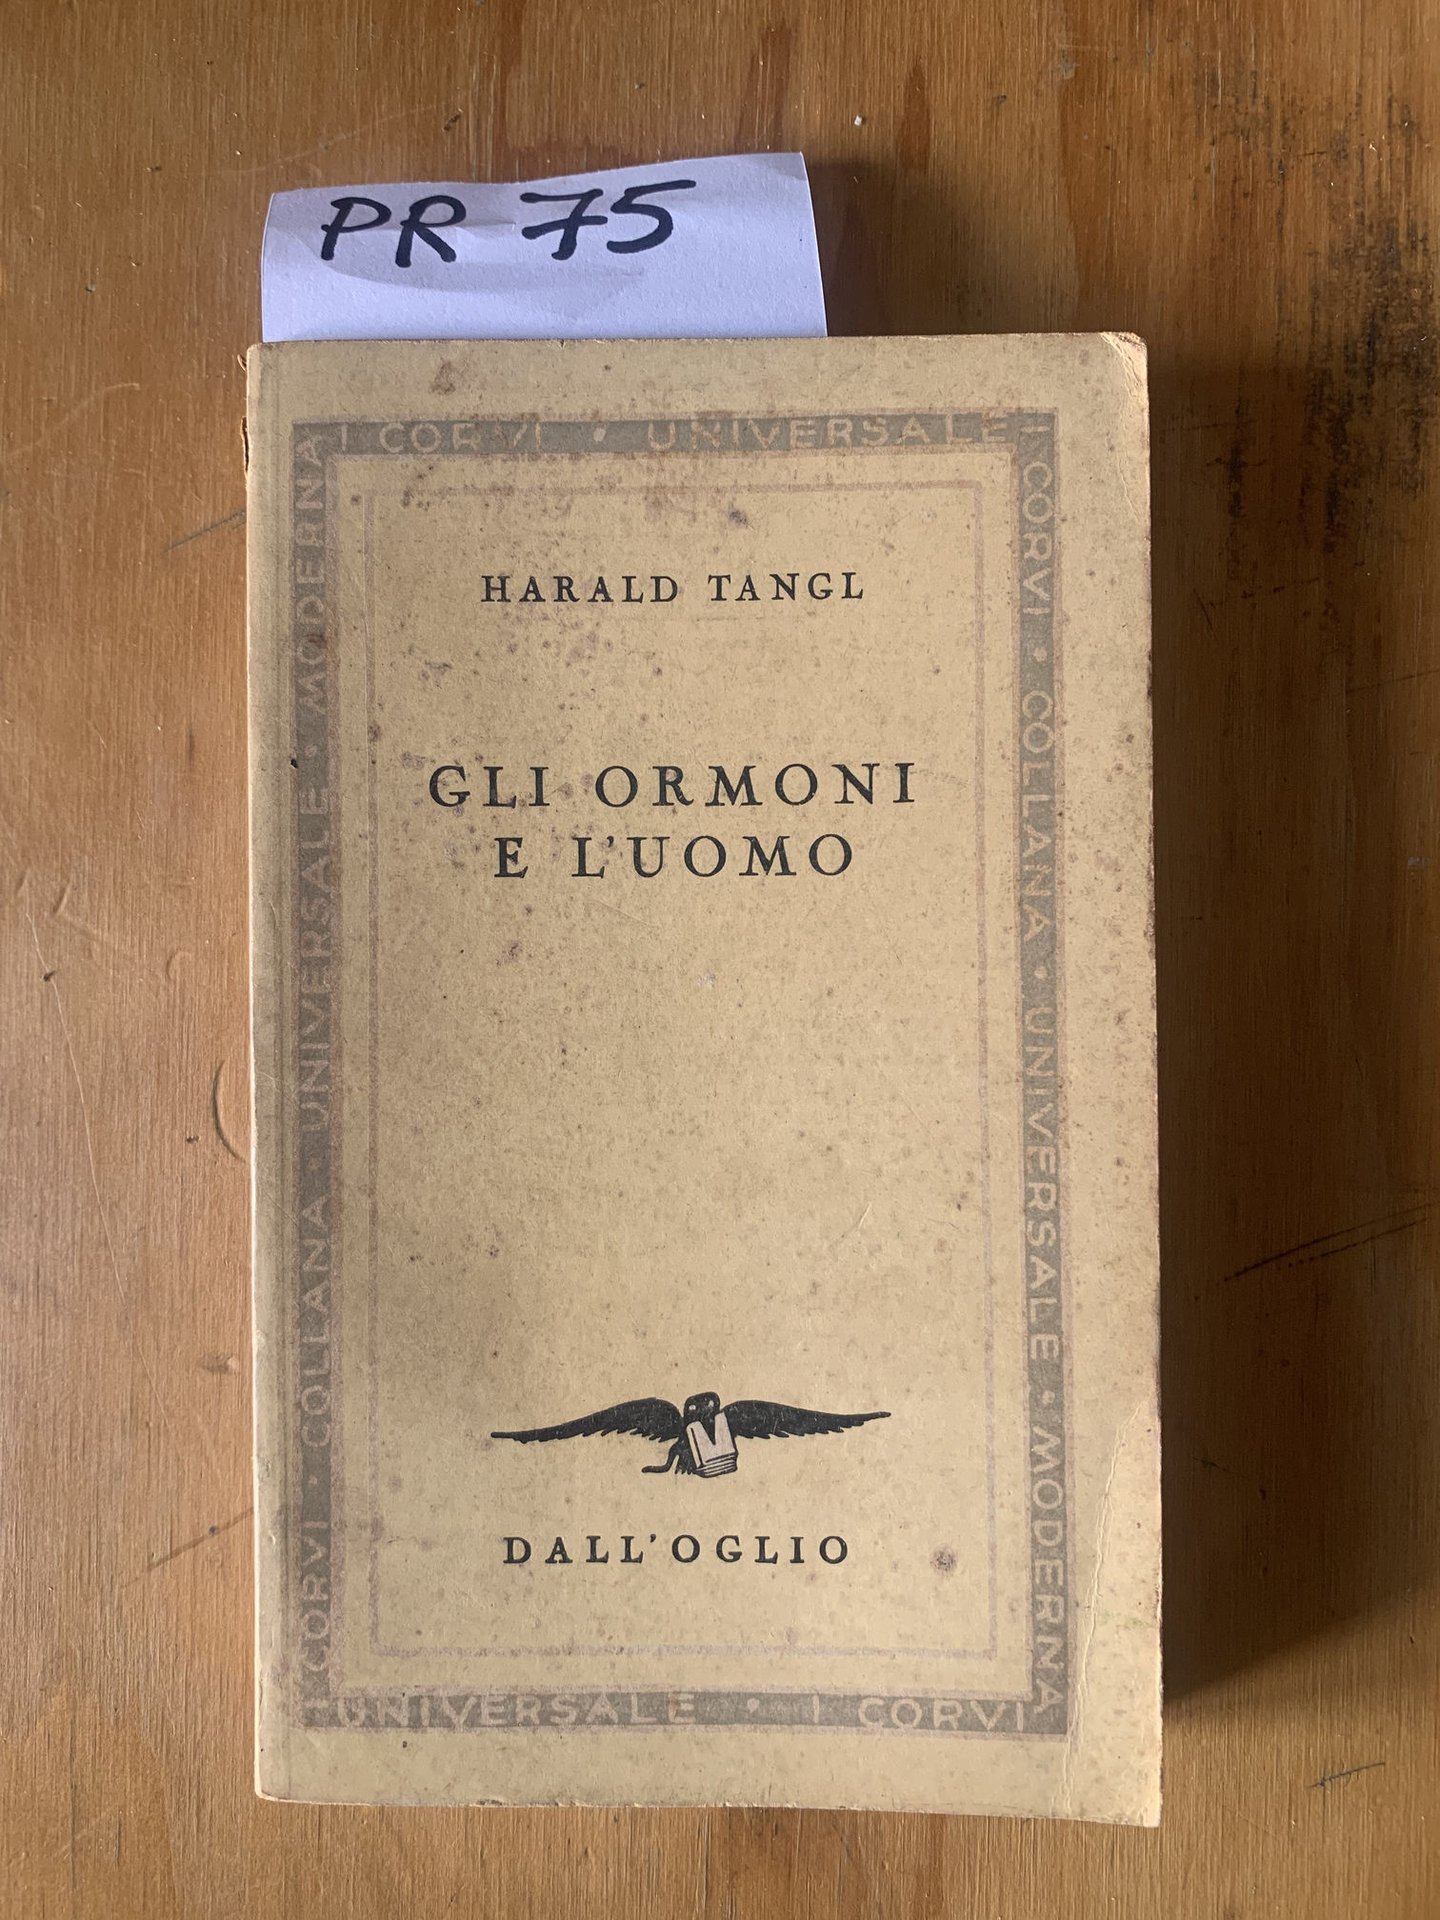 PR 75
I CORVI • UNIVERSALE
I CORVI • COLLANA • UNIVERSALE • MODERNA
I CORVI • COLLANA • UNIVERSALE • MODERNA
HARALD TANGL
GLI ORMONI
E L'UOMO
DALL'OGLIO
UNIVERSALE • I CORVI